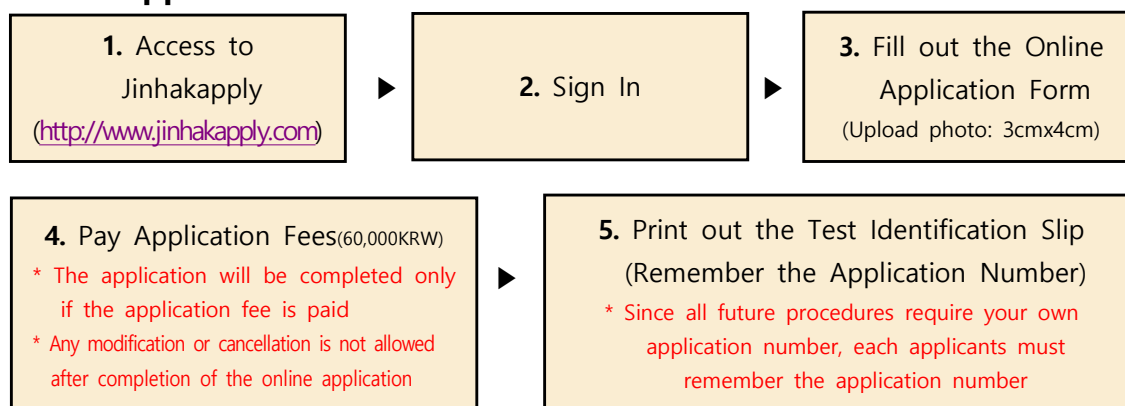 1. Access to
Jinhakapply
(http://www.jinhakapply.com)
▶
2. Sign In
▶
3. Fill out the Online
Application Form
(Upload photo: 3cmx4cm)
4. Pay Application Fees(60,000KRW)
* The application will be completed only
if the application fee is paid
* Any modification or cancellation is not allowed
after completion of the online application
▶
5. Print out the Test Identification Slip
(Remember the Application Number)
* Since all future procedures require your own
application number, each applicants must
remember the application number